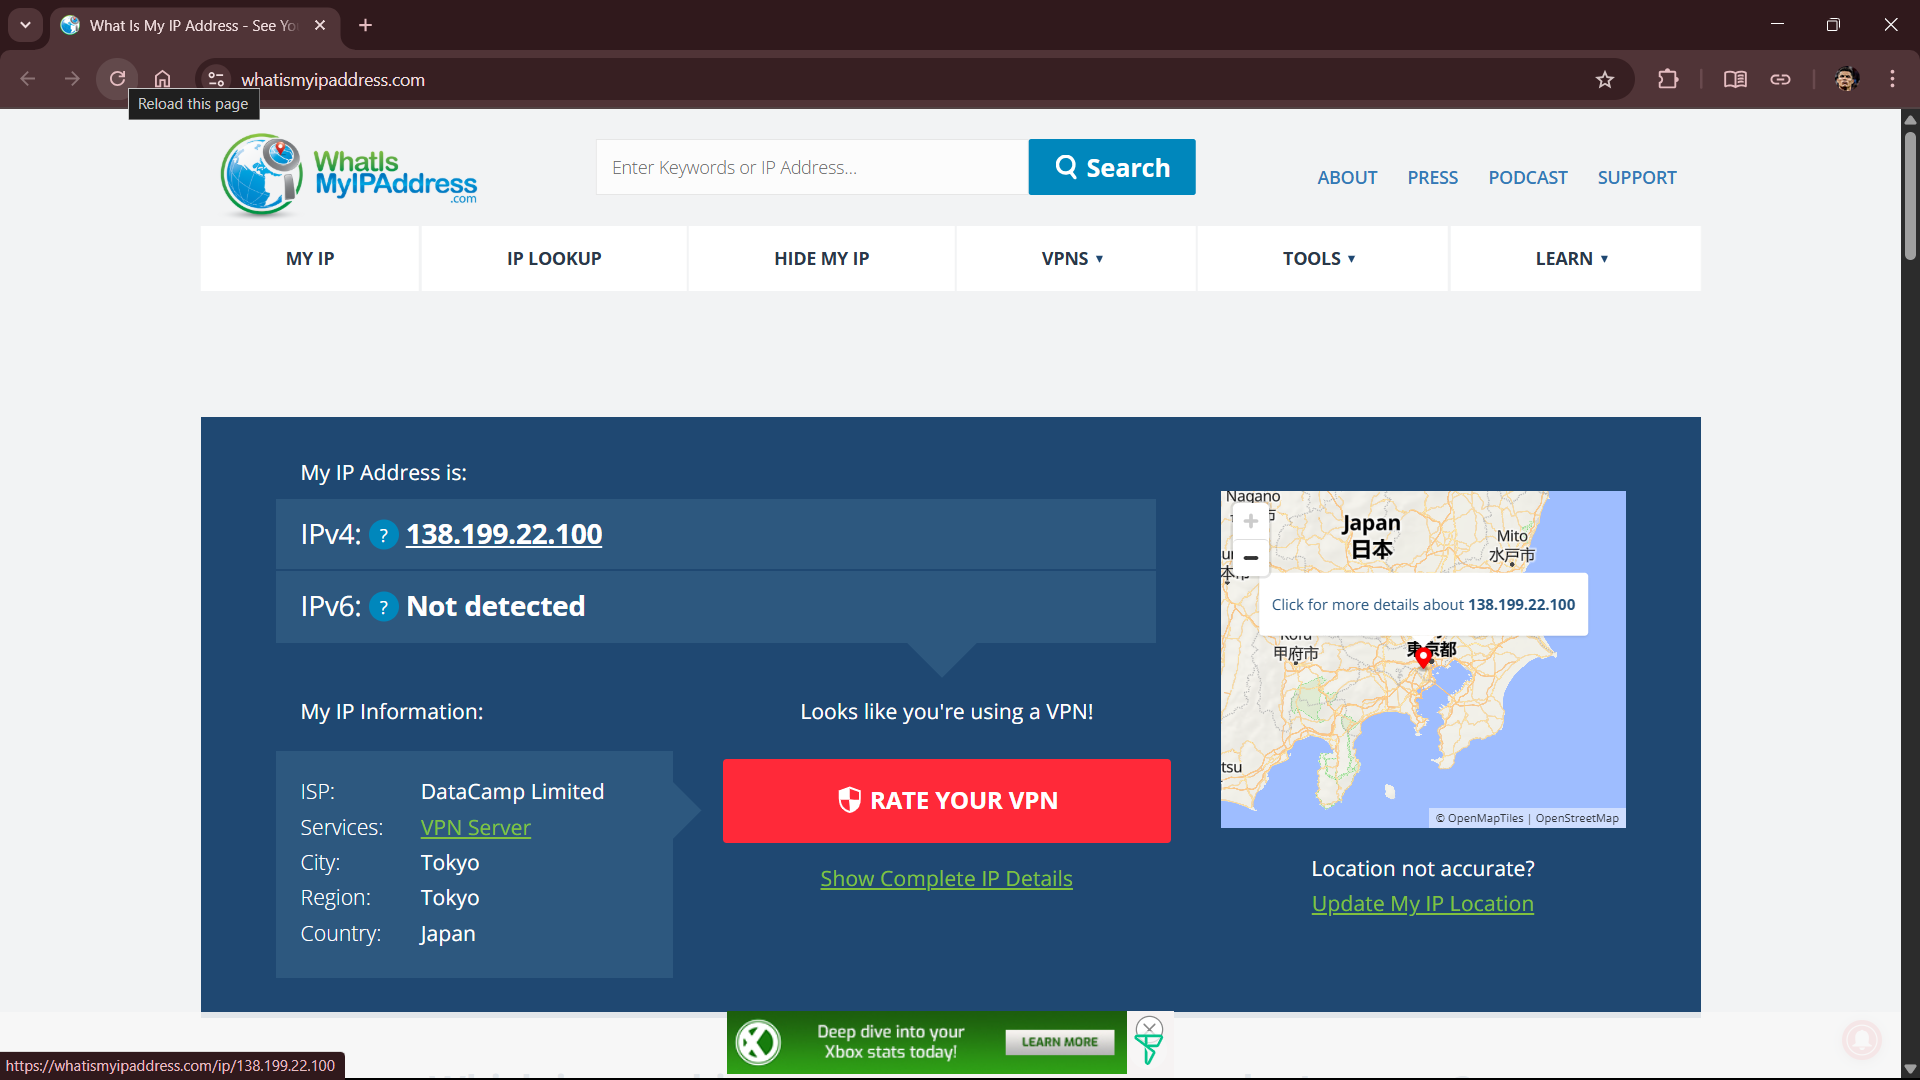 What Is My IP Address - See Yo
whatismyipaddress.com
Reload this page
WhatIs
MyIPAddress
.com
Enter Keywords or IP Address...
Search
ABOUT
PRESS
PODCAST
SUPPORT
MY IP
IP LOOKUP
HIDE MY IP
VPNS
TOOLS
LEARN
My IP Address is:
IPv4: ? 138.199.22.100
IPv6: ? Not detected
My IP Information:
ISP: DataCamp Limited
Services: VPN Server
City: Tokyo
Region: Tokyo
Country: Japan
Looks like you're using a VPN!
RATE YOUR VPN
Show Complete IP Details
Nagano
Japan
日本
Mito
水戸市
Click for more details about 138.199.22.100
甲府市
東京都
tsu
© OpenMapTiles | OpenStreetMap
Location not accurate?
Update My IP Location
Deep dive into your
Xbox stats today!
LEARN MORE
https://whatismyipaddress.com/ip/138.199.22.100